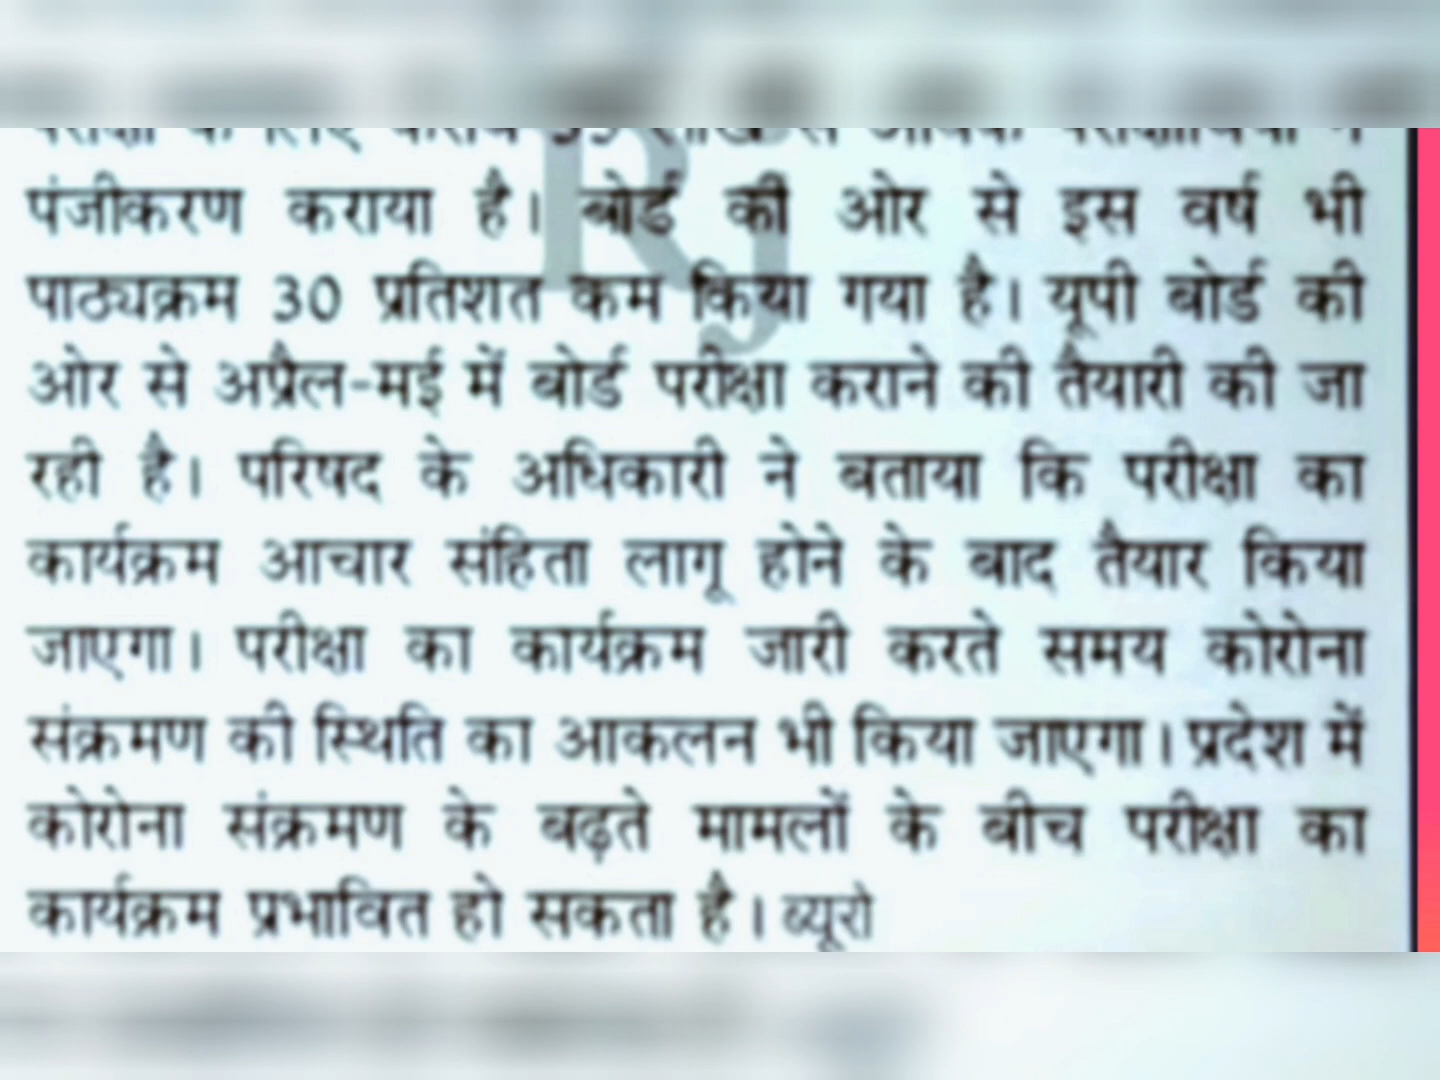 पंजीकरण कराया है। बोर्ड की ओर से इस वर्ष भी
पाठ्यक्रम 30 प्रतिशत कम किया गया है। यूपी बोर्ड की
ओर से अप्रैल-मई में बोर्ड परीक्षा कराने की तैयारी की जा
रही है। परिषद के अधिकारी ने बताया कि परीक्षा का
कार्यक्रम आचार संहिता लागू होने के बाद तैयार किया
जाएगा। परीक्षा का कार्यक्रम जारी करते समय कोरोना
संक्रमण की स्थिति का आकलन भी किया जाएगा। प्रदेश में
कोरोना संक्रमण के बढ़ते मामलों के बीच परीक्षा का
कार्यक्रम प्रभावित हो सकता है। ब्यूरो